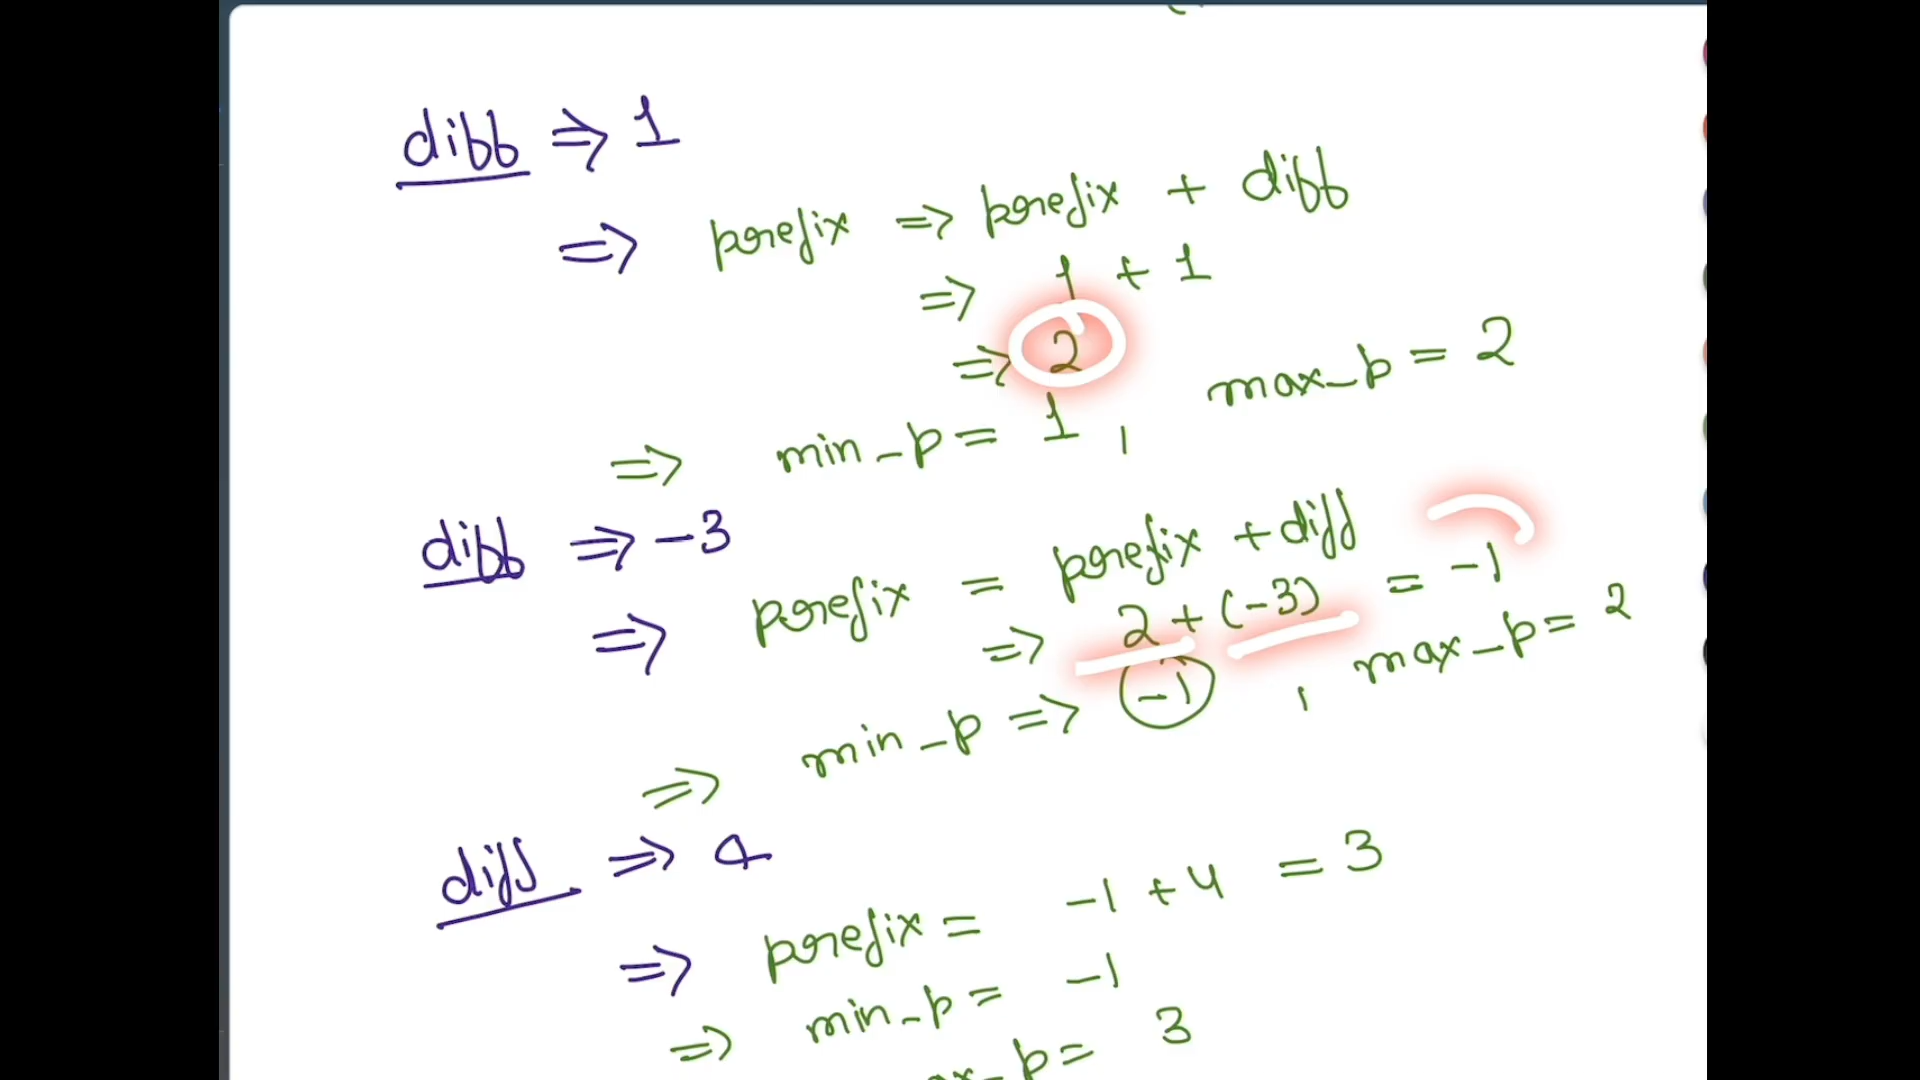 diff ⇒ 1
⇒ prefix ⇒ prefix + diff
⇒ 1 + 1
⇒ 2
⇒ min_p = 1 , max_p = 2
diff ⇒ -3
⇒ prefix = prefix + diff
⇒ 2 + (-3) = -1
⇒ min_p ⇒ -1 , max_p = 2
diff ⇒ 4
⇒ prefix = -1 + 4 = 3
⇒ min_p = -1
max_p = 3